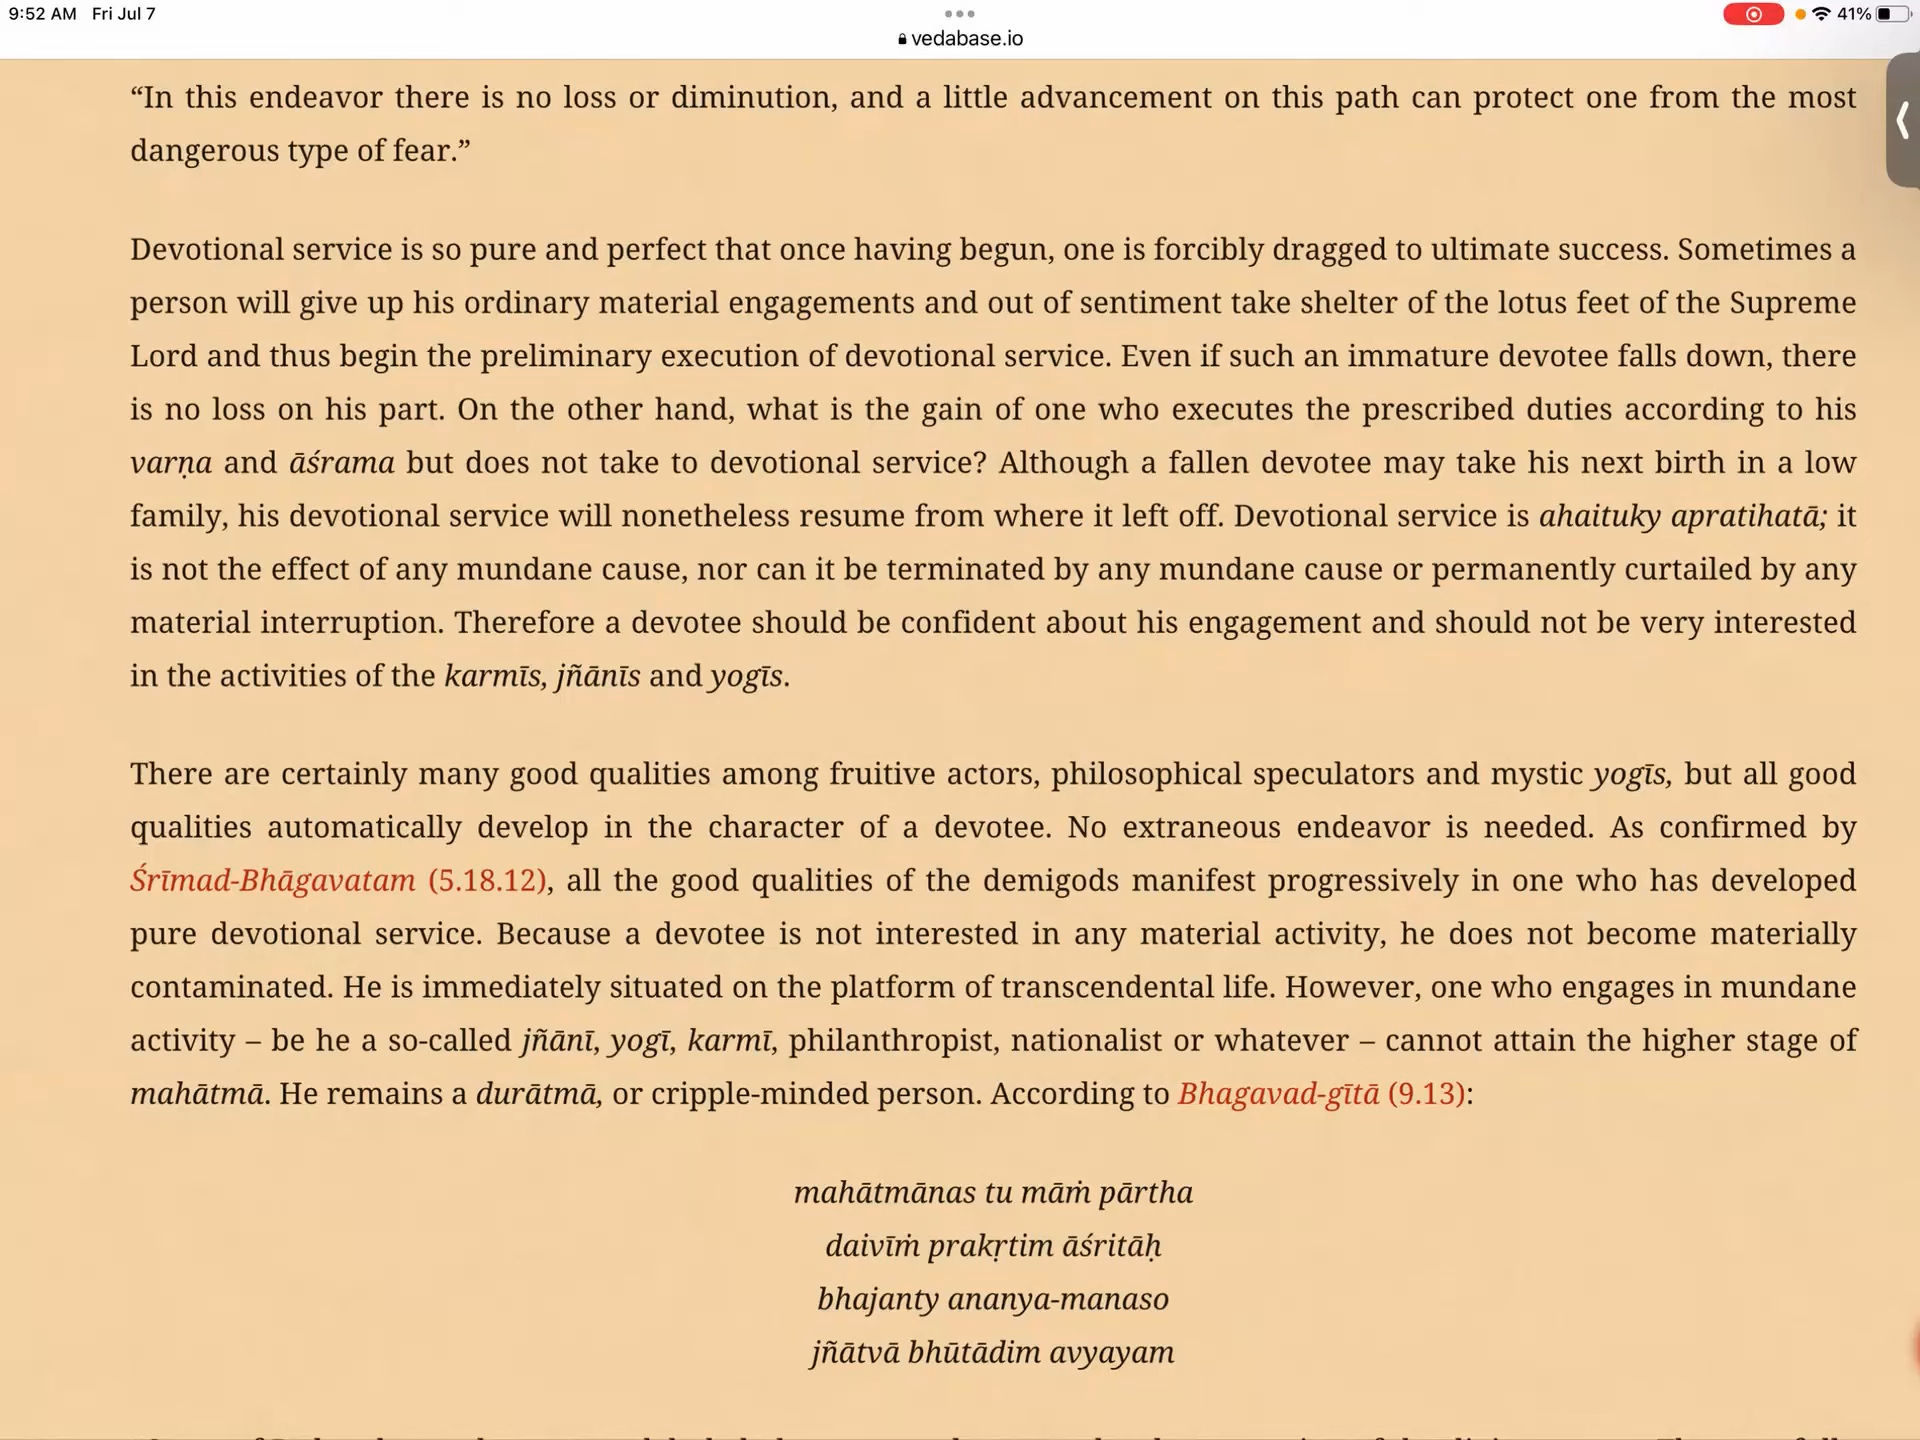 9:52 AM Fri Jul 7
41%
vedabase.io
“In this endeavor there is no loss or diminution, and a little advancement on this path can protect one from the most
dangerous type of fear.”
Devotional service is so pure and perfect that once having begun, one is forcibly dragged to ultimate success. Sometimes a
person will give up his ordinary material engagements and out of sentiment take shelter of the lotus feet of the Supreme
Lord and thus begin the preliminary execution of devotional service. Even if such an immature devotee falls down, there
is no loss on his part. On the other hand, what is the gain of one who executes the prescribed duties according to his
varṇa and āśrama but does not take to devotional service? Although a fallen devotee may take his next birth in a low
family, his devotional service will nonetheless resume from where it left off. Devotional service is ahaituky apratihatā; it
is not the effect of any mundane cause, nor can it be terminated by any mundane cause or permanently curtailed by any
material interruption. Therefore a devotee should be confident about his engagement and should not be very interested
in the activities of the karmīs, jñānīs and yogīs.
There are certainly many good qualities among fruitive actors, philosophical speculators and mystic yogīs, but all good
qualities automatically develop in the character of a devotee. No extraneous endeavor is needed. As confirmed by
Śrīmad-Bhāgavatam (5.18.12), all the good qualities of the demigods manifest progressively in one who has developed
pure devotional service. Because a devotee is not interested in any material activity, he does not become materially
contaminated. He is immediately situated on the platform of transcendental life. However, one who engages in mundane
activity – be he a so-called jñānī, yogī, karmī, philanthropist, nationalist or whatever – cannot attain the higher stage of
mahātmā. He remains a durātmā, or cripple-minded person. According to Bhagavad-gītā (9.13):
mahātmānas tu māṁ pārtha
daivīṁ prakṛtim āśritāḥ
bhajanty ananya-manaso
jñātvā bhūtādim avyayam